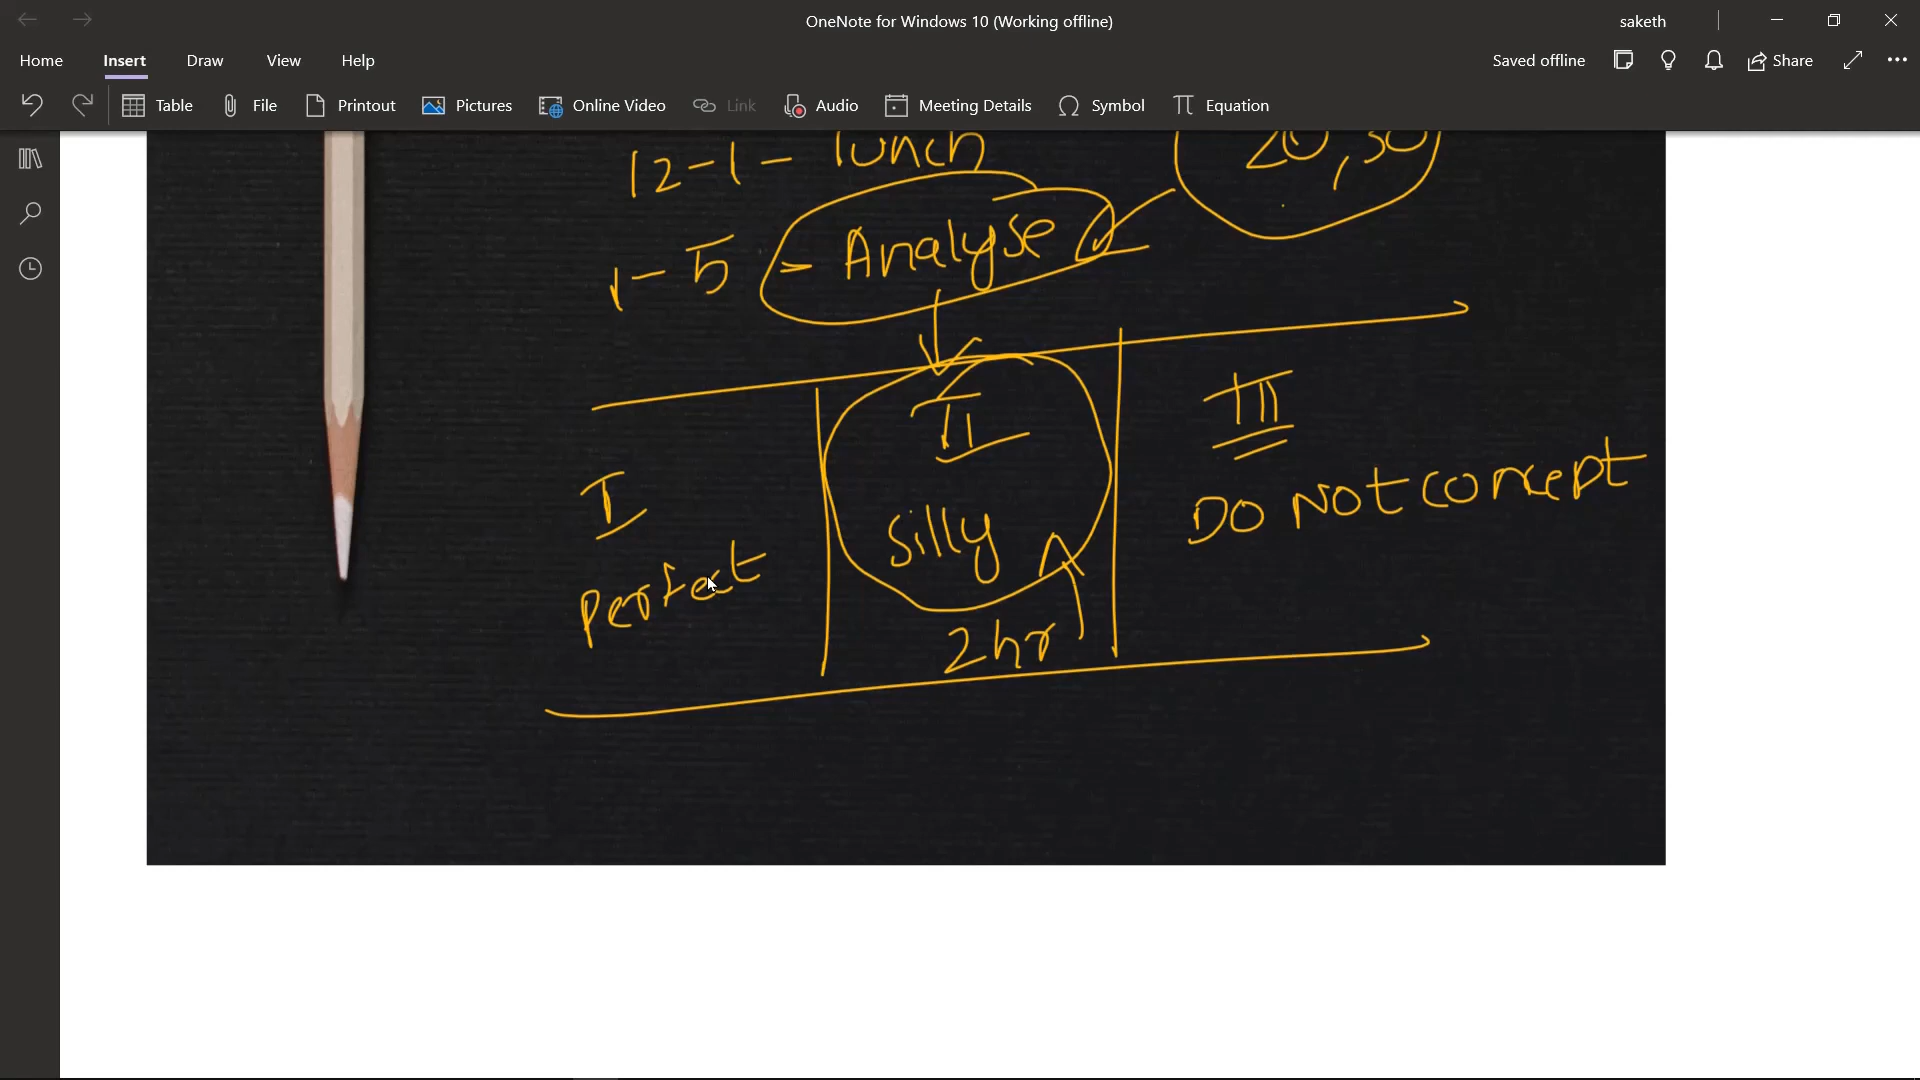 OneNote for Windows 10 (Working offline)
saketh
Home Insert Draw View Help
Saved offline
Share
Table File Printout Pictures Online Video Link Audio Meeting Details Symbol Equation
12-1 - lunch
20, 30
1-5 - Analyse
I
Perfect
II
Silly
2hr
III
DO NOT concept